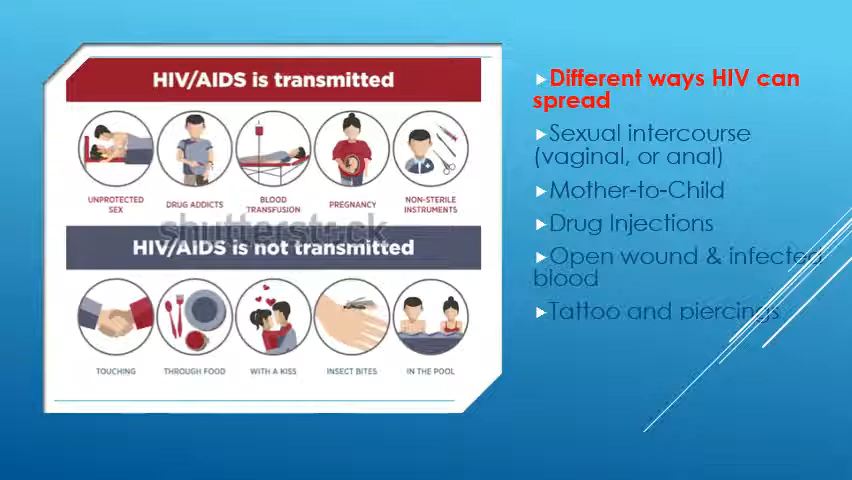 HIV/AIDS is transmitted
UNPROTECTED
SEX
DRUG ADDICTS
BLOOD
TRANSFUSION
PREGNANCY
NON-STERILE
INSTRUMENTS
shutterstock
HIV/AIDS is not transmitted
TOUCHING
THROUGH FOOD
WITH A KISS
INSECT BITES
IN THE POOL
Different ways HIV can
spread
Sexual intercourse
(vaginal, or anal)
Mother-to-Child
Drug Injections
Open wound & infected
blood
Tattoo and piercings